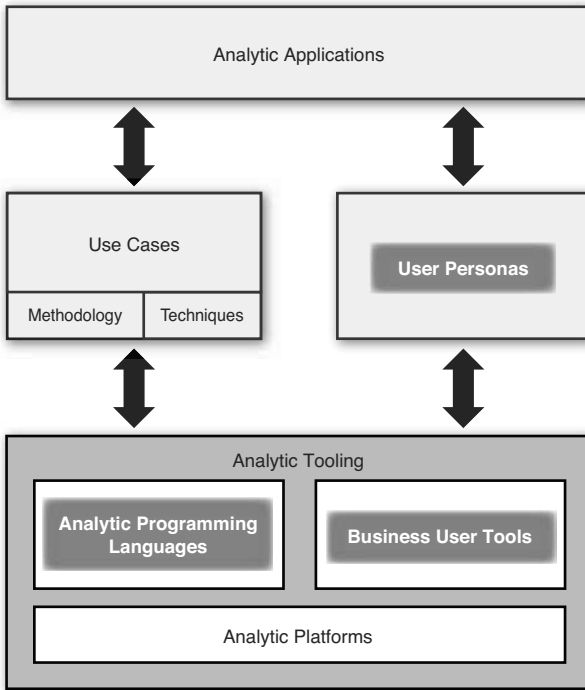 Analytic Applications
Use Cases
Methodology
Techniques
User Personas
Analytic Tooling
Analytic Programming
Languages
Business User Tools
Analytic Platforms